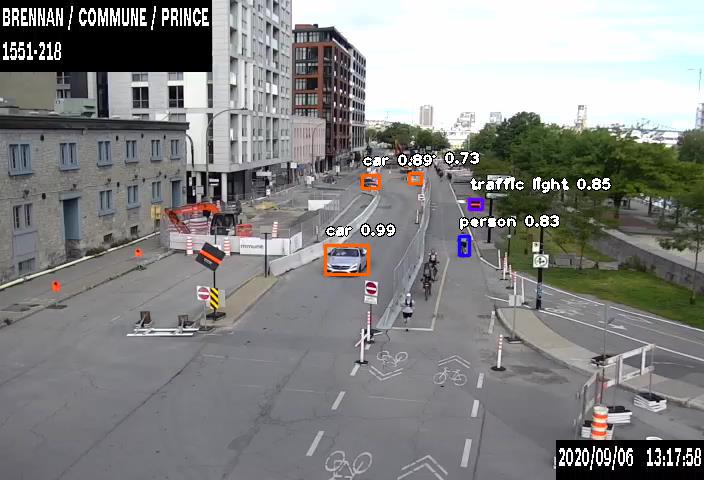 BRENNAN / COMMUNE / PRINCE
1551-218
car 0.89
0.73
traffic light 0.85
person 0.83
car 0.99
mmune
2020/09/06 13:17:58